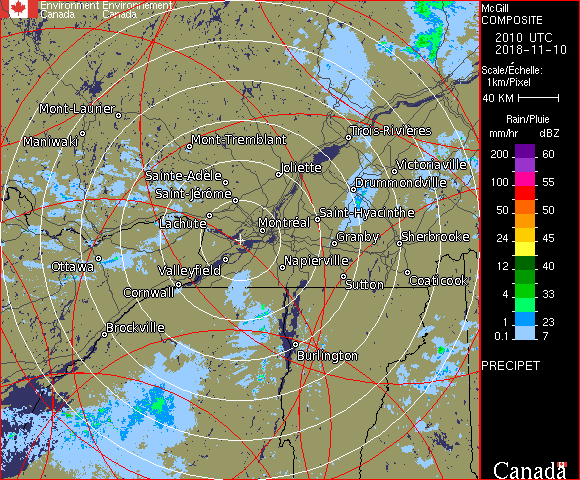 Environment Environnement
Canada Canada
McGill
COMPOSITE
2010 UTC
2018-11-10
Scale/Échelle:
1km/Pixel
40 KM
Rain/Pluie
mm/hr dBZ
200 60
100 55
50 50
24 45
12 40
4 33
1 23
0.1 7
PRECIPET
Canada
Mont-Laurier
Maniwaki
Mont-Tremblant
Trois-Rivières
Joliette
Victoriaville
Sainte-Adèle
Drummondville
Saint-Jérôme
Saint-Hyacinthe
Lachute
Montréal
Granby
Sherbrooke
Ottawa
Valleyfield
Napierville
Cornwall
Sutton
Coaticook
Brockville
Burlington